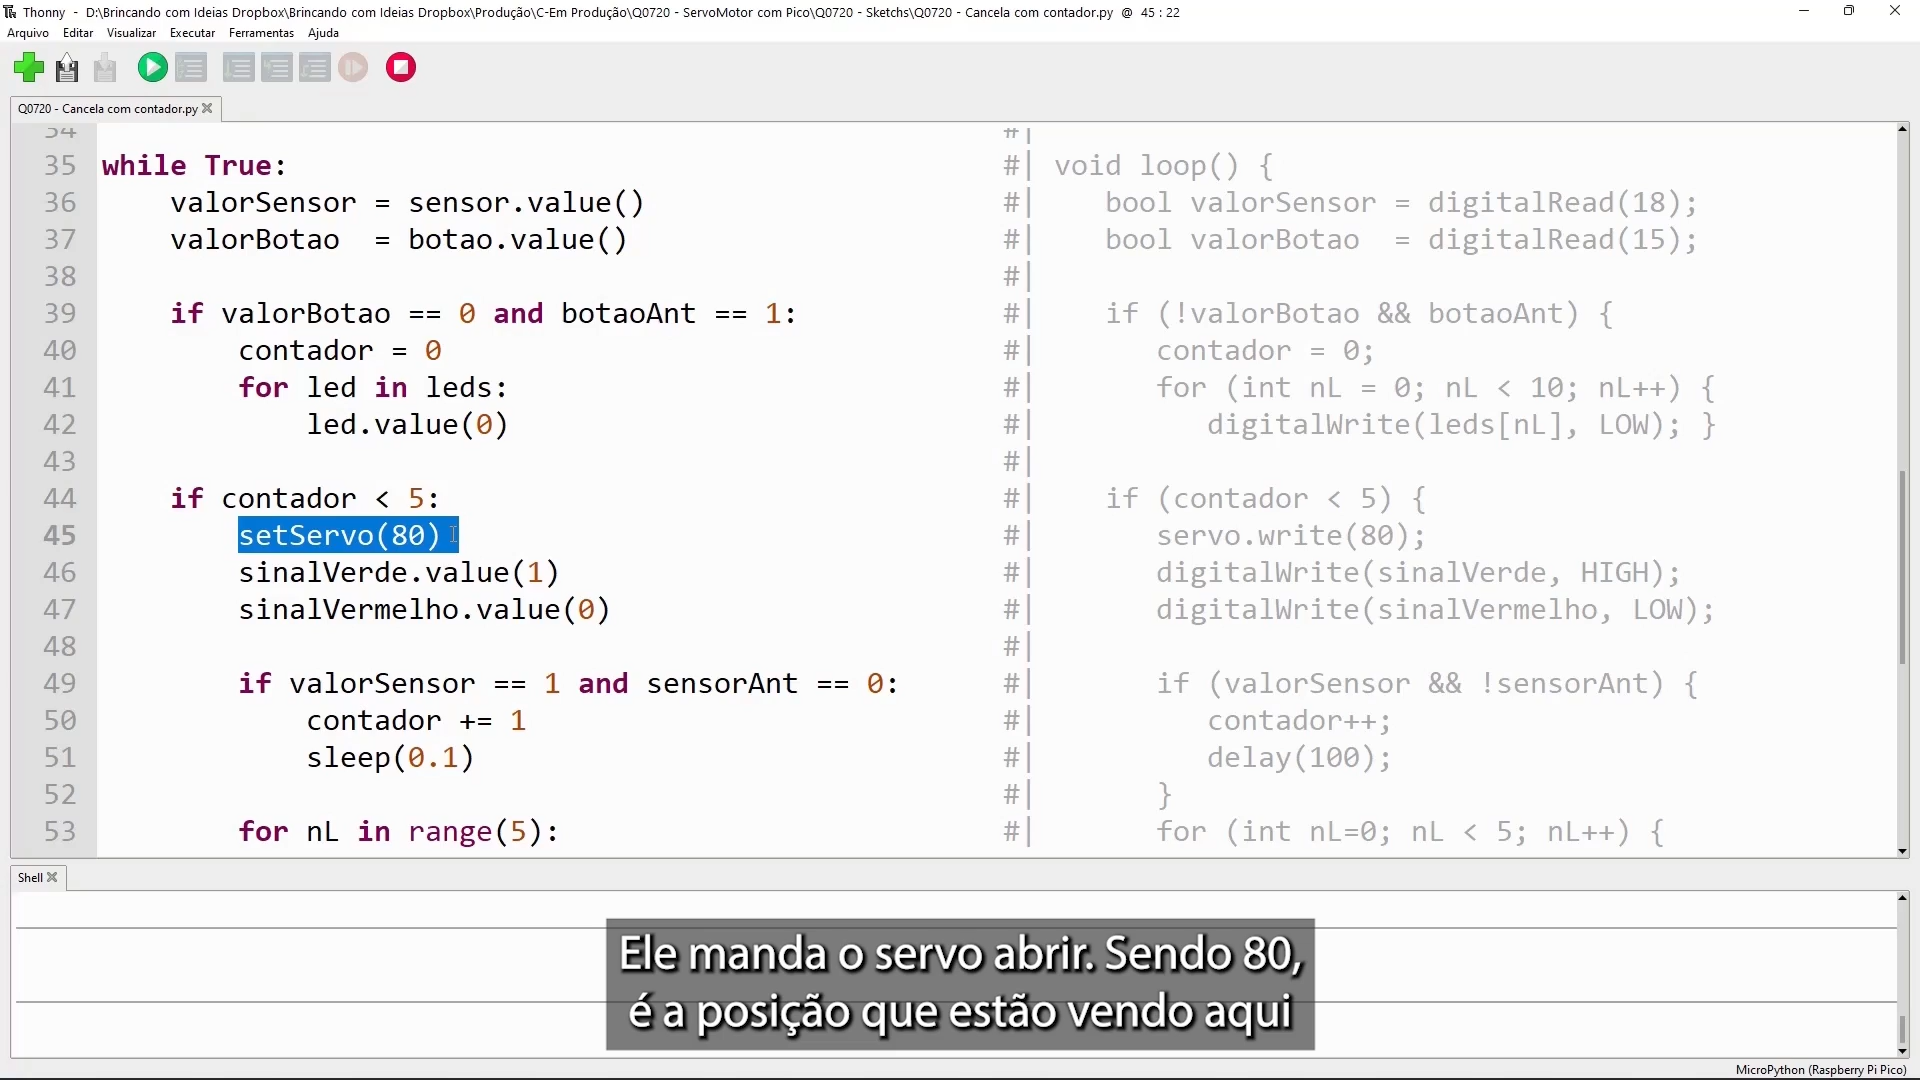 Thonny - D:\Brincando com Ideias Dropbox\Brincando com Ideias Dropbox\Produção\C-Em Produção\Q0720 - ServoMotor com Pico\Q0720 - Sketchs\Q0720 - Cancela com contador.py @ 45 : 22
Arquivo Editar Visualizar Executar Ferramentas Ajuda
Q0720 - Cancela com contador.py
34 #|
35 while True: #| void loop() {
36 valorSensor = sensor.value() #| bool valorSensor = digitalRead(18);
37 valorBotao = botao.value() #| bool valorBotao = digitalRead(15);
38 #|
39 if valorBotao == 0 and botaoAnt == 1: #| if (!valorBotao && botaoAnt) {
40 contador = 0 #| contador = 0;
41 for led in leds: #| for (int nL = 0; nL < 10; nL++) {
42 led.value(0) #| digitalWrite(leds[nL], LOW); }
43 #|
44 if contador < 5: #| if (contador < 5) {
45 setServo(80) #| servo.write(80);
46 sinalVerde.value(1) #| digitalWrite(sinalVerde, HIGH);
47 sinalVermelho.value(0) #| digitalWrite(sinalVermelho, LOW);
48 #|
49 if valorSensor == 1 and sensorAnt == 0: #| if (valorSensor && !sensorAnt) {
50 contador += 1 #| contador++;
51 sleep(0.1) #| delay(100);
52 #| }
53 for nL in range(5): #| for (int nL=0; nL < 5; nL++) {
Shell
Ele manda o servo abrir. Sendo 80,
é a posição que estão vendo aqui
MicroPython (Raspberry Pi Pico)